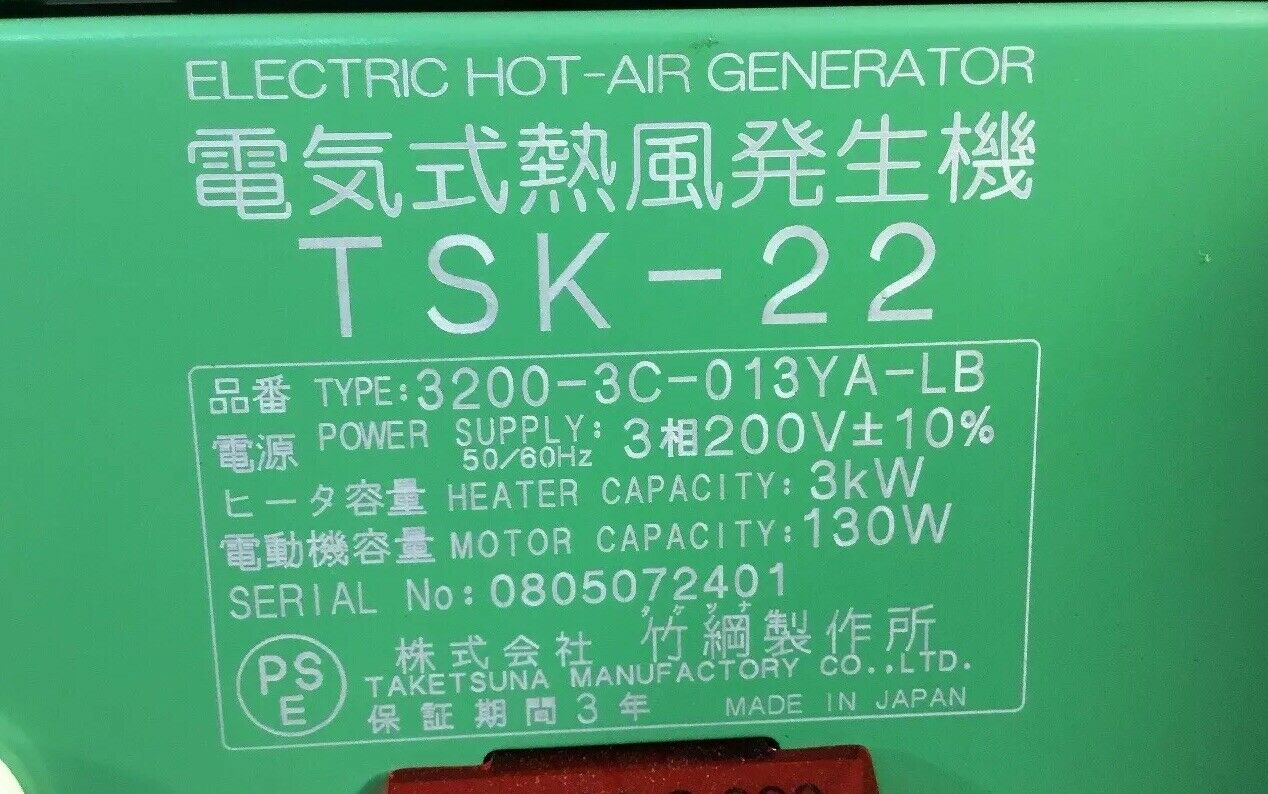 ELECTRIC HOT-AIR GENERATOR
電気式熱風発生機
TSK-22
品番 TYPE:3200-3C-013YA-LB
電源 POWER SUPPLY: 3相200V±10%
50/60Hz
ヒータ容量 HEATER CAPACITY:3kW
電動機容量 MOTOR CAPACITY:130W
SERIAL No:0805072401
タケツナ
株式会社 竹綱製作所
TAKETSUNA MANUFACTORY CO.,LTD.
PS
E
保証期間3年 MADE IN JAPAN